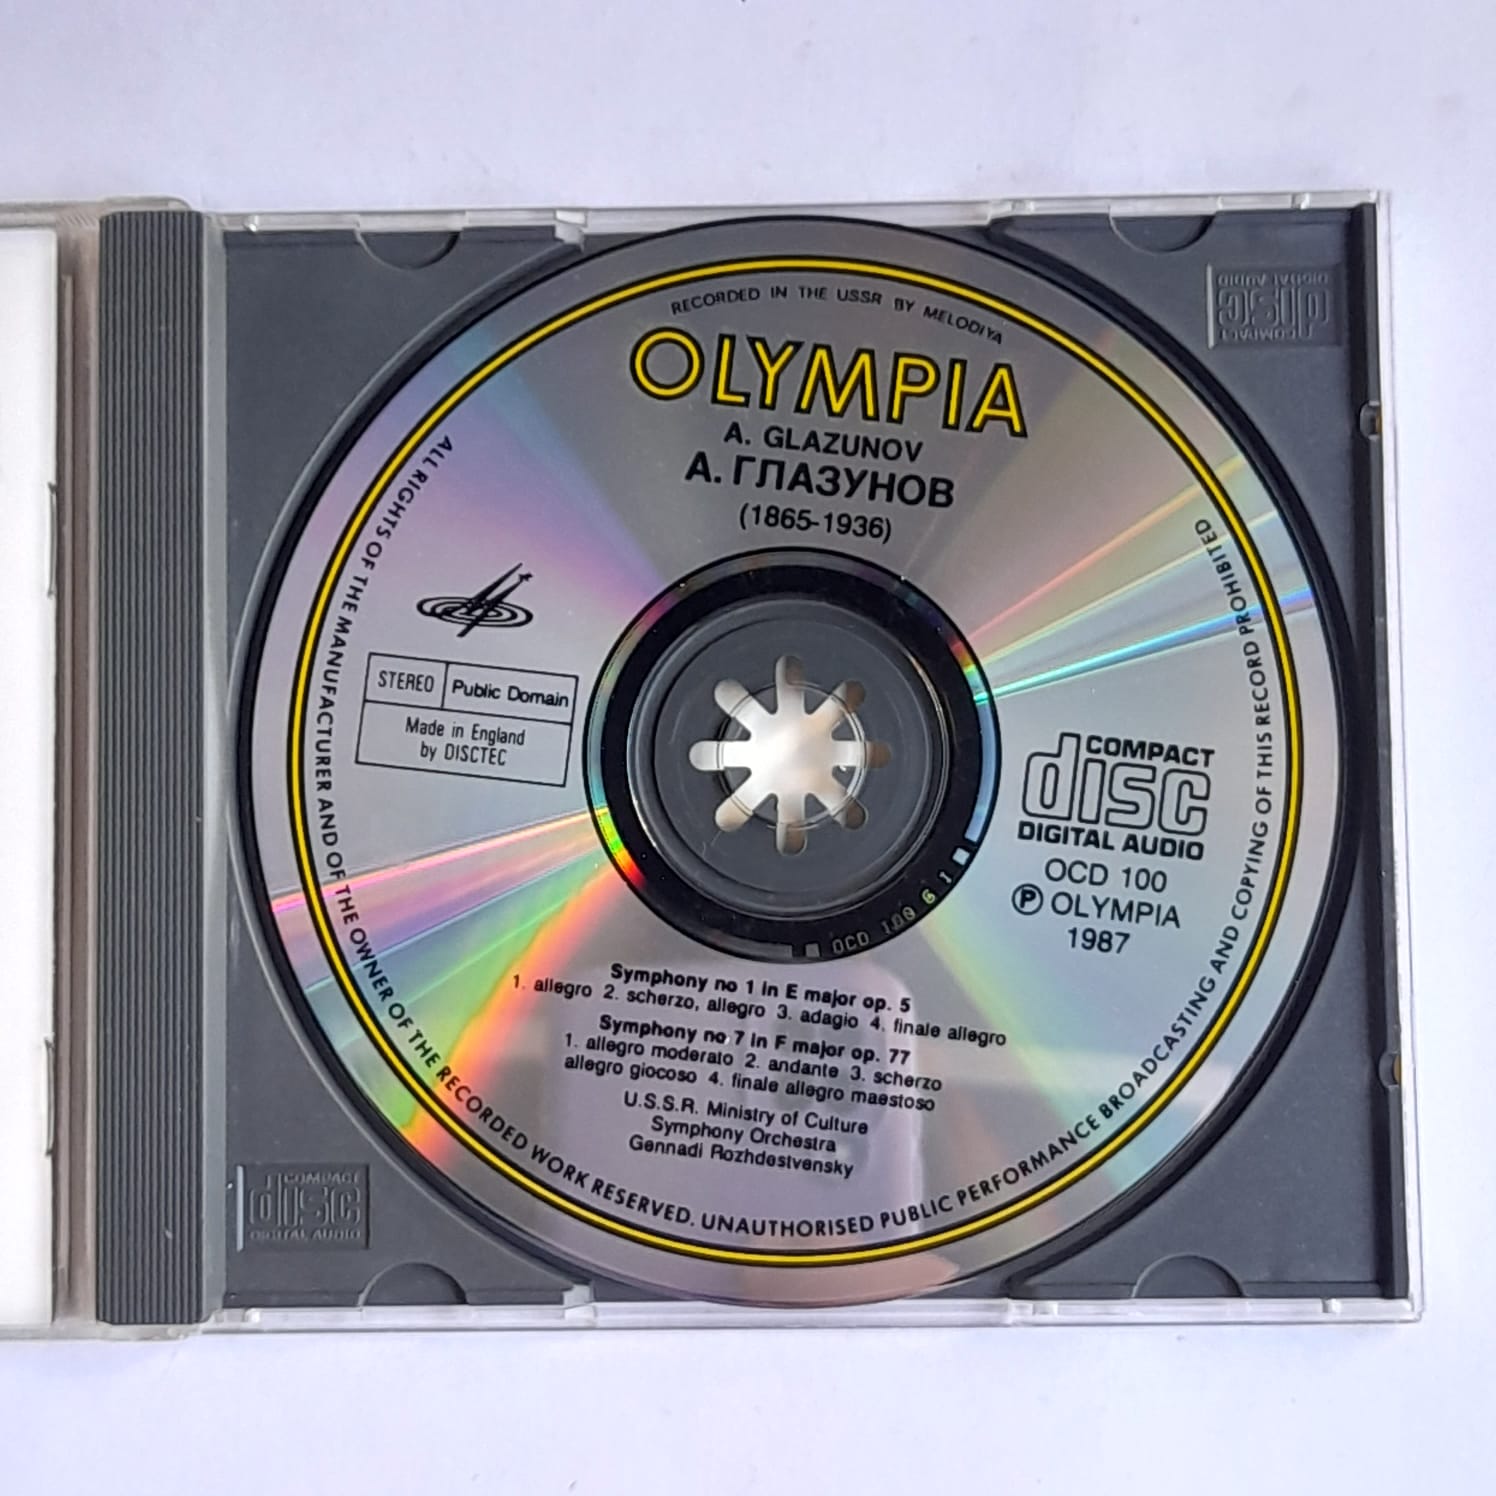 RECORDED IN THE USSR BY MELODIYA
OLYMPIA
A. GLAZUNOV
А. ГЛАЗУНОВ
(1865-1936)
ALL RIGHTS OF THE MANUFACTURER AND OF THE OWNER OF THE RECORDED WORK RESERVED. UNAUTHORISED PUBLIC PERFORMANCE BROADCASTING AND COPYING OF THIS RECORD PROHIBITED
STEREO Public Domain
Made in England
by DISCTEC
COMPACT
disc
DIGITAL AUDIO
OCD 100
Ⓟ OLYMPIA
1987
OCD 100 6 1
Symphony no 1 in E major op. 5
1. allegro 2. scherzo, allegro 3. adagio 4. finale allegro
Symphony no 7 in F major op. 77
1. allegro moderato 2. andante 3. scherzo
allegro giocoso 4. finale allegro maestoso
U.S.S.R. Ministry of Culture
Symphony Orchestra
Gennadi Rozhdestvensky
COMPACT
disc
DIGITAL AUDIO
COMPACT
disc
DIGITAL AUDIO